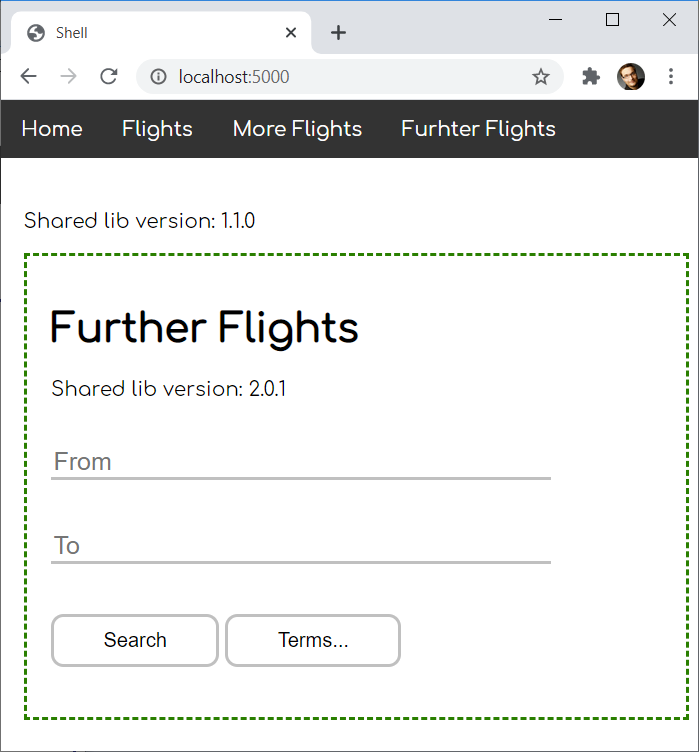 Shell
localhost:5000
Home Flights More Flights Furhter Flights
Shared lib version: 1.1.0
Further Flights
Shared lib version: 2.0.1
From
To
Search Terms...